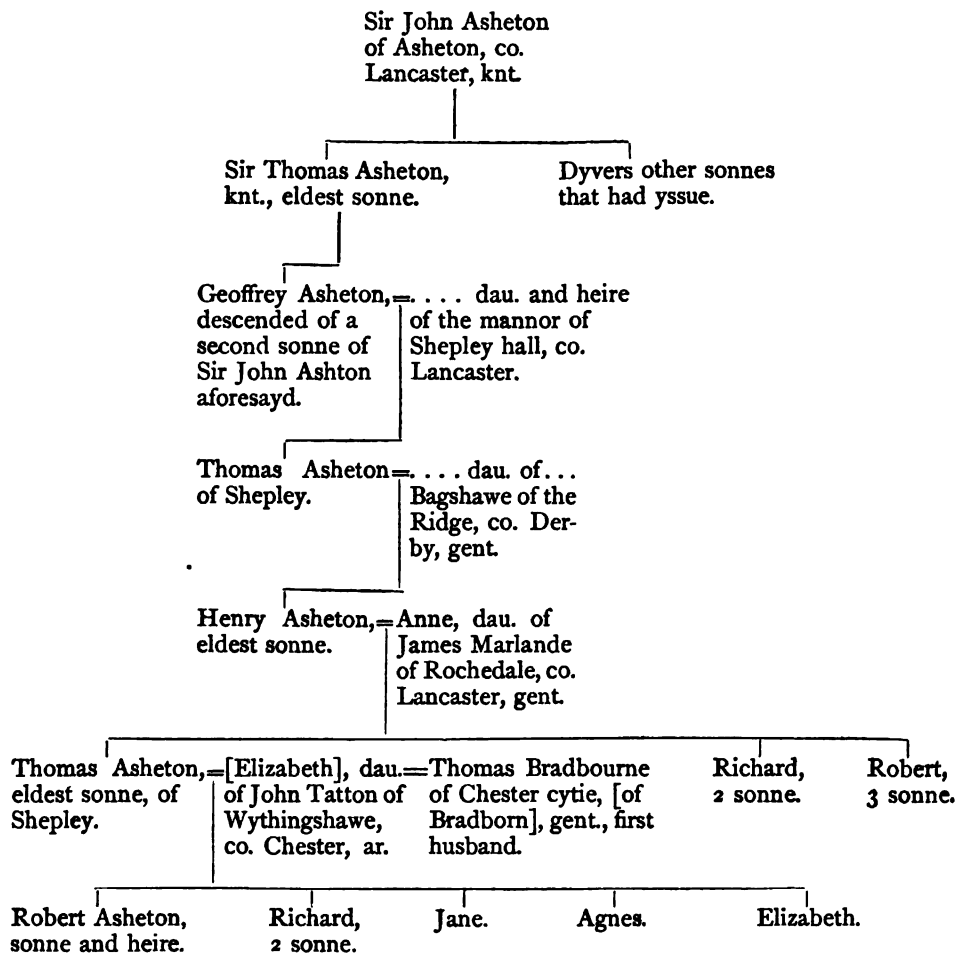 Sir John Asheton
of Asheton, co.
Lancaster, knt.
Sir Thomas Asheton,
knt., eldest sonne.
Dyvers other sonnes
that had yssue.
Geoffrey Asheton,
descended of a
second sonne of
Sir John Ashton
aforesayd.
=.... dau. and heire
of the mannor of
Shepley hall, co.
Lancaster.
Thomas Asheton
of Shepley.
=.... dau. of...
Bagshawe of the
Ridge, co. Der-
by, gent.
Henry Asheton,
eldest sonne.
=Anne, dau. of
James Marlande
of Rochedale, co.
Lancaster, gent.
Thomas Asheton,
eldest sonne, of
Shepley.
=[Elizabeth], dau.
of John Tatton of
Wythingshawe,
co. Chester, ar.
=Thomas Bradbourne
of Chester cytie, [of
Bradborn], gent., first
husband.
Richard,
2 sonne.
Robert,
3 sonne.
Robert Asheton,
sonne and heire.
Richard,
2 sonne.
Jane.
Agnes.
Elizabeth.